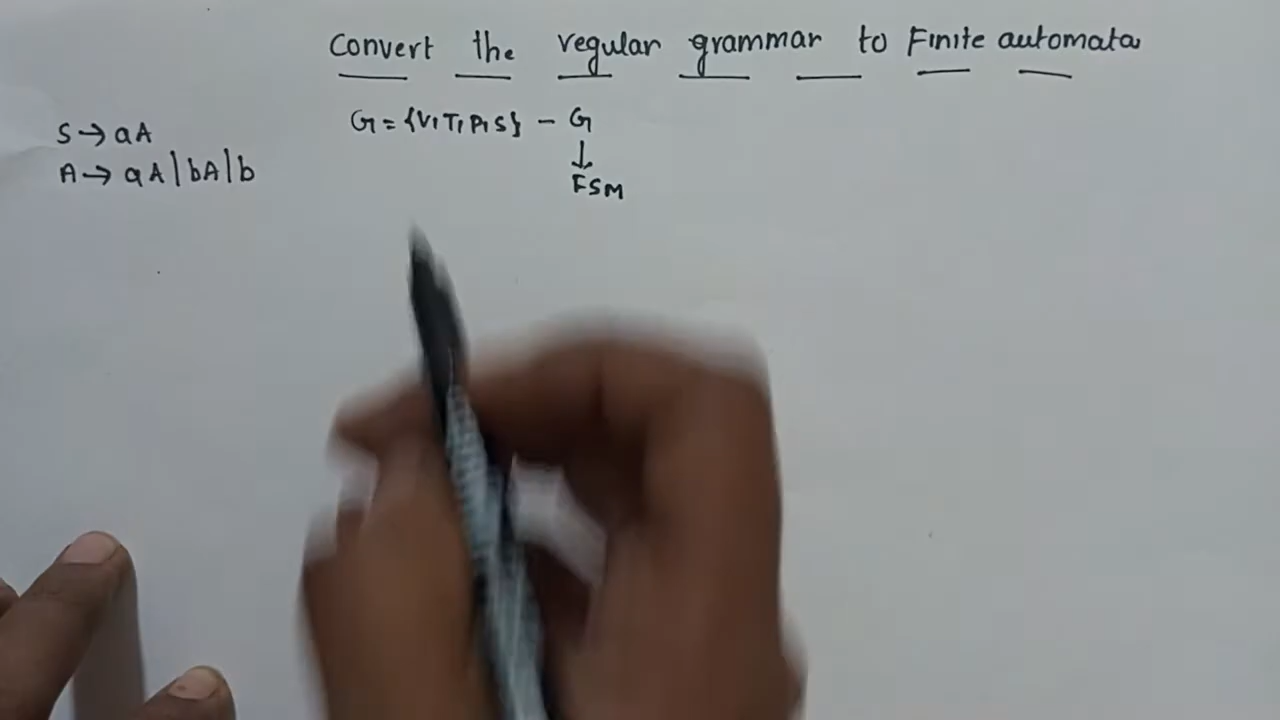 Convert the regular grammar to Finite automata
G = {V, T, P, S} - G
↓
FSM
S → aA
A → aA | bA | b